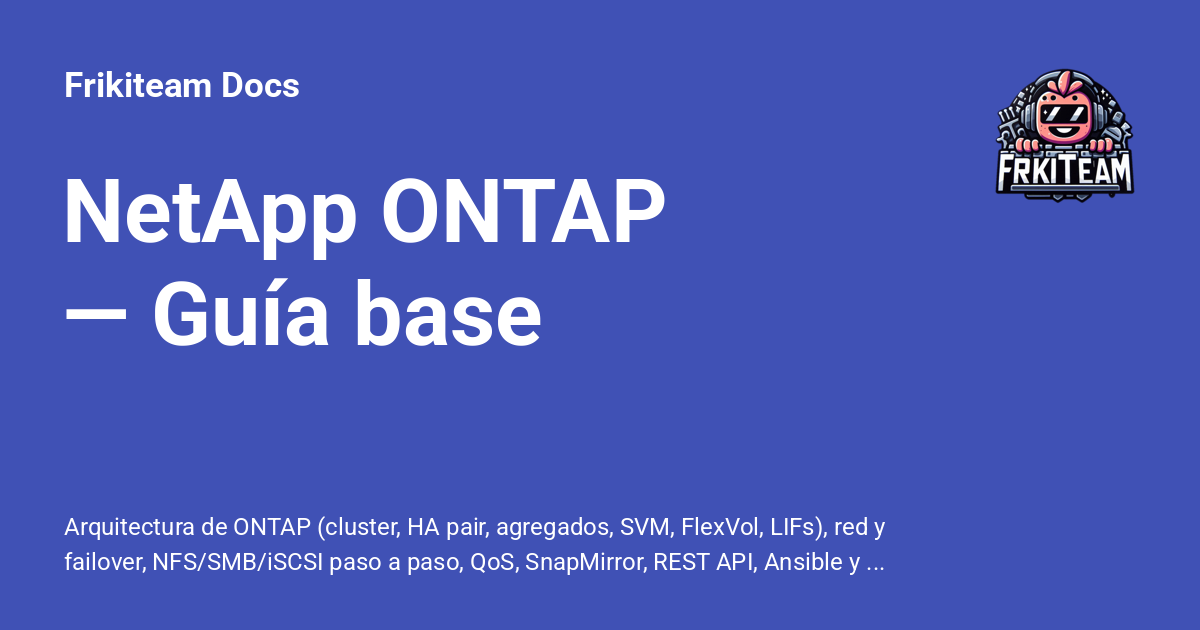 Frikiteam Docs
FRKITEAM
NetApp ONTAP
— Guía base
Arquitectura de ONTAP (cluster, HA pair, agregados, SVM, FlexVol, LIFs), red y
failover, NFS/SMB/iSCSI paso a paso, QoS, SnapMirror, REST API, Ansible y ...